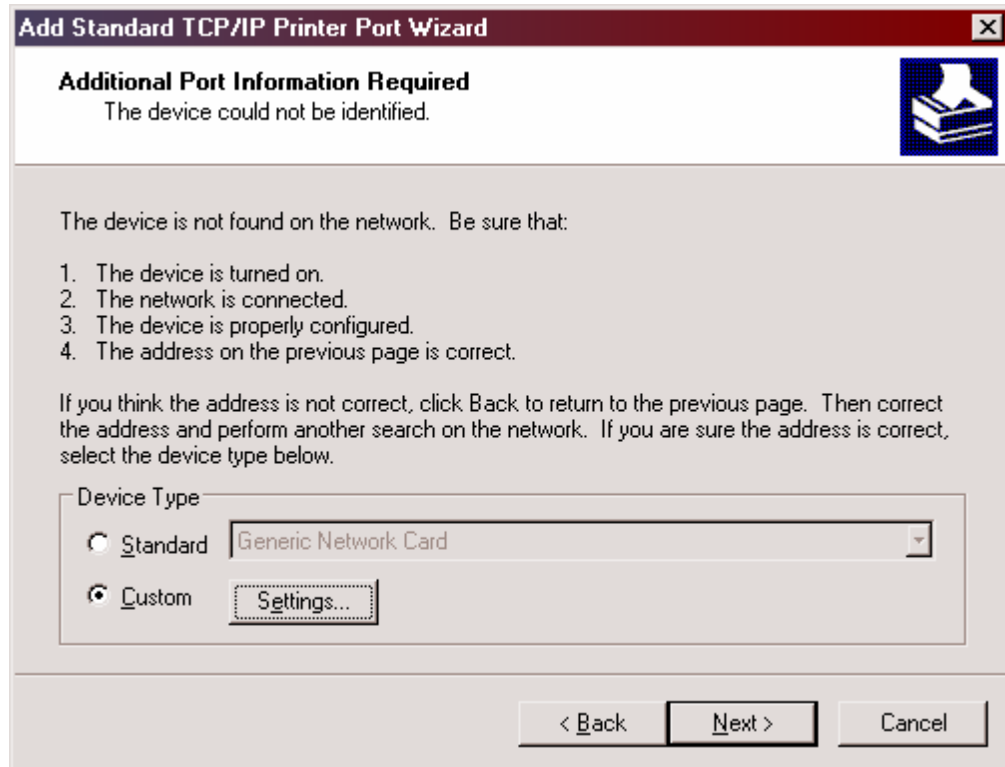 Add Standard TCP/IP Printer Port Wizard
Additional Port Information Required
The device could not be identified.
The device is not found on the network.  Be sure that:
1.  The device is turned on.
2.  The network is connected.
3.  The device is properly configured.
4.  The address on the previous page is correct.
If you think the address is not correct, click Back to return to the previous page.  Then correct
the address and perform another search on the network.  If you are sure the address is correct,
select the device type below.
Device Type
Standard Generic Network Card
Custom Settings...
< Back Next > Cancel